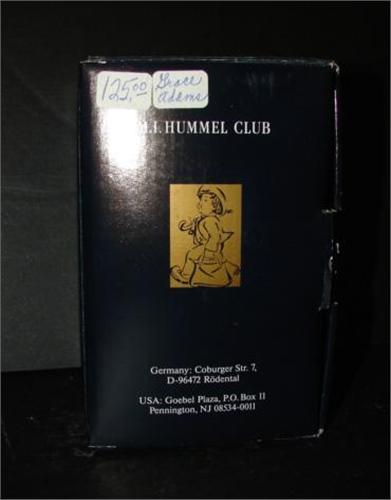 125.00
Grace
Adams
M.I. HUMMEL CLUB
Germany: Coburger Str. 7,
D-96472 Rödental
USA: Goebel Plaza, P.O. Box 11
Pennington, NJ 08534-0011